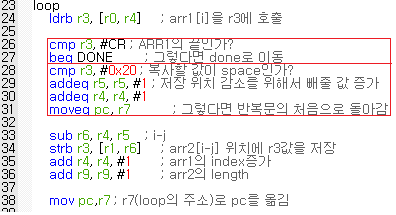 23 loop
24 ldrb r3, [r0, r4] ; arr1[i]을 r3에 호출
25
26 cmp r3, #CR ; ARR1의 끝인가?
27 beq DONE ; 그렇다면 done로 이동
28 cmp r3, #0x20 ; 복사할 값이 space인가?
29 addeq r5, r5, #1 ; 저장 위치 감소를 위해서 빼줄 값 증가
30 addeq r4, r4, #1
31 moveq pc, r7 ; 그렇다면 반복문의 처음으로 돌아감
32
33 sub r6, r4, r5 ; i-j
34 strb r3, [r1, r6] ; arr2[i-j] 위치에 r3값을 저장
35 add r4, r4, #1 ; arr1의 index증가
36 add r9, r9, #1 ; arr2의 length
37
38 mov pc,r7 ; r7(loop의 주소)로 pc를 옮김